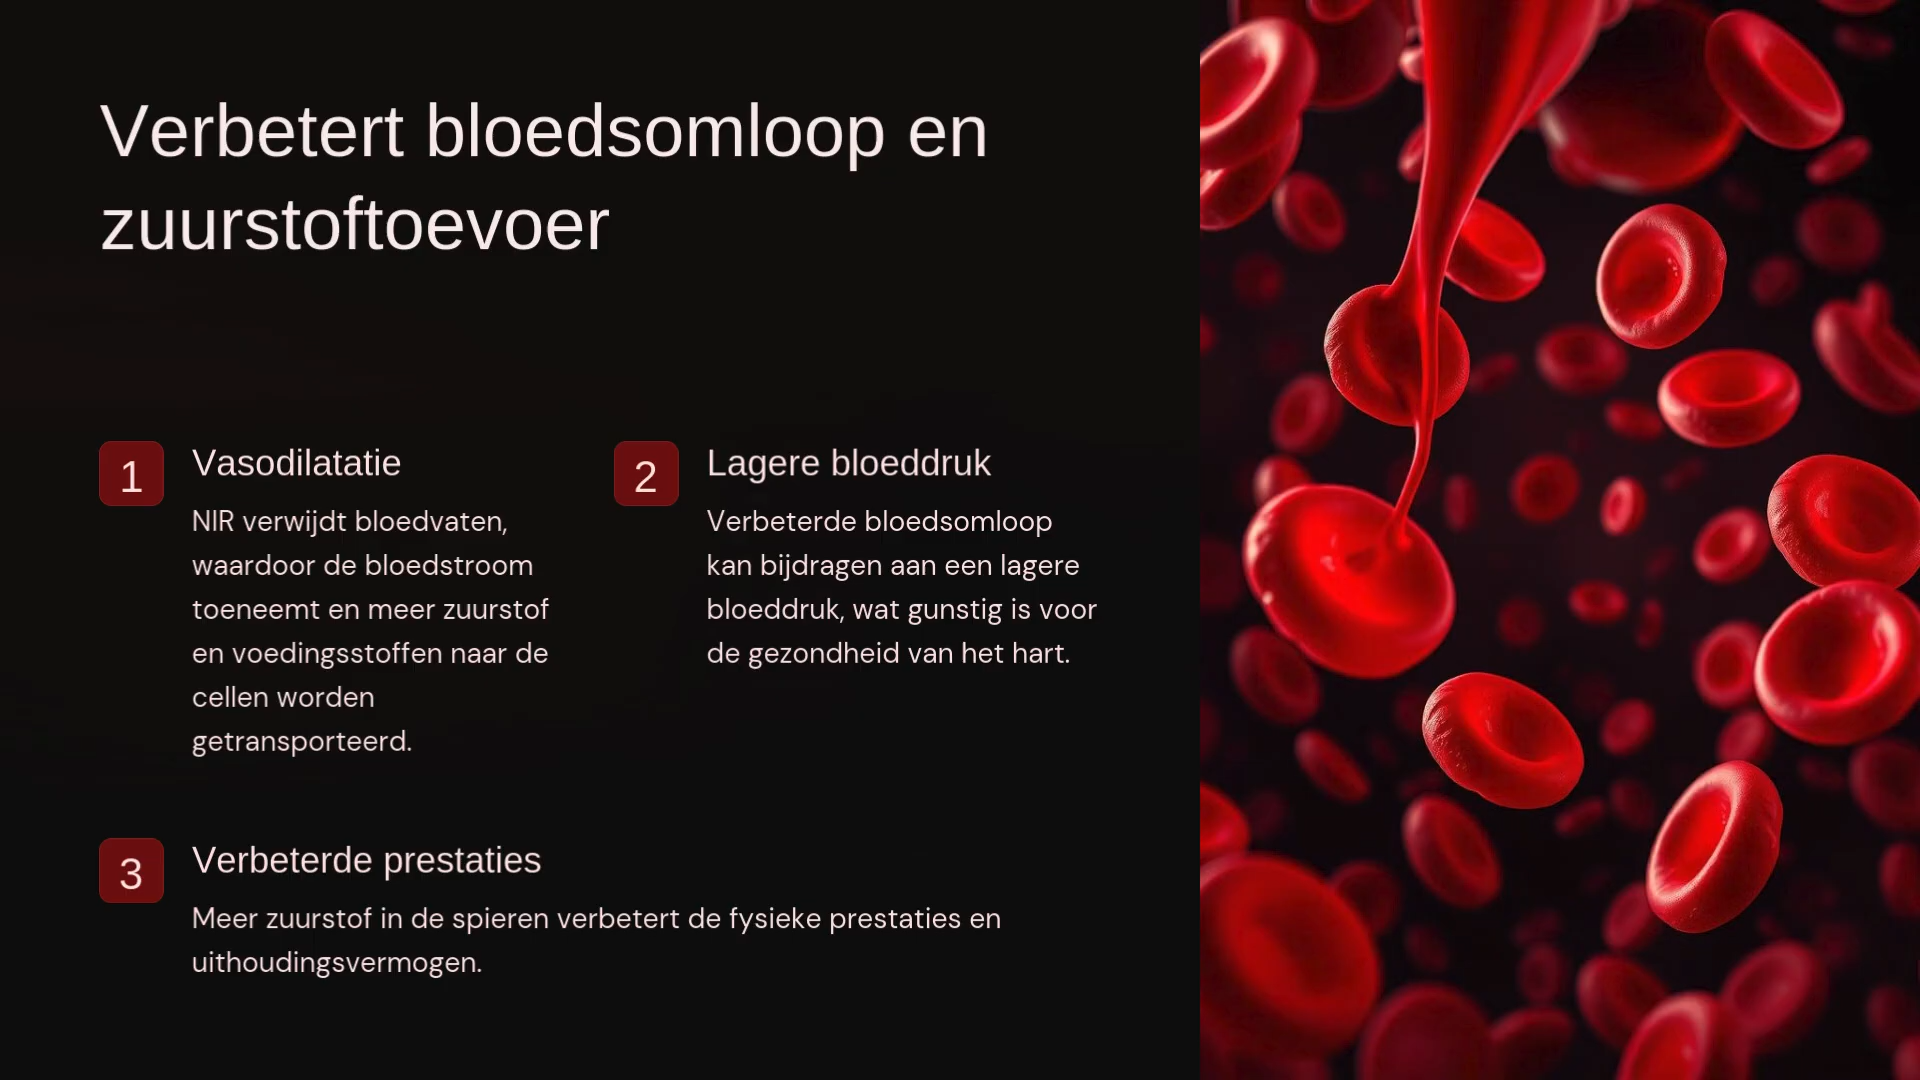 Verbetert bloedsomloop en
zuurstoftoevoer
1
Vasodilatatie
NIR verwijdt bloedvaten,
waardoor de bloedstroom
toeneemt en meer zuurstof
en voedingsstoffen naar de
cellen worden
getransporteerd.
2
Lagere bloeddruk
Verbeterde bloedsomloop
kan bijdragen aan een lagere
bloeddruk, wat gunstig is voor
de gezondheid van het hart.
3
Verbeterde prestaties
Meer zuurstof in de spieren verbetert de fysieke prestaties en
uithoudingsvermogen.